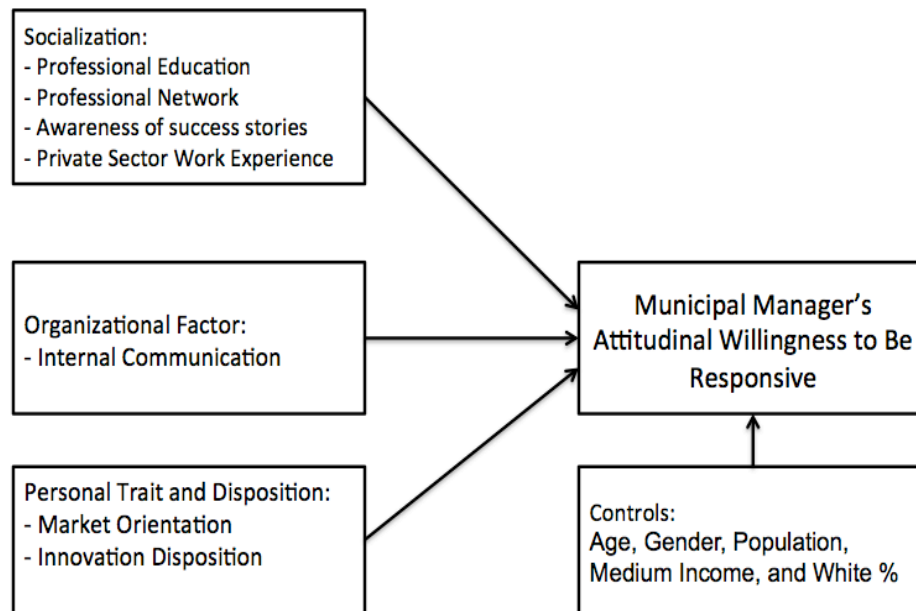 Socialization:
- Professional Education
- Professional Network
- Awareness of success stories
- Private Sector Work Experience
Organizational Factor:
- Internal Communication
Municipal Manager’s
Attitudinal Willingness to Be
Responsive
Personal Trait and Disposition:
- Market Orientation
- Innovation Disposition
Controls:
Age, Gender, Population,
Medium Income, and White %